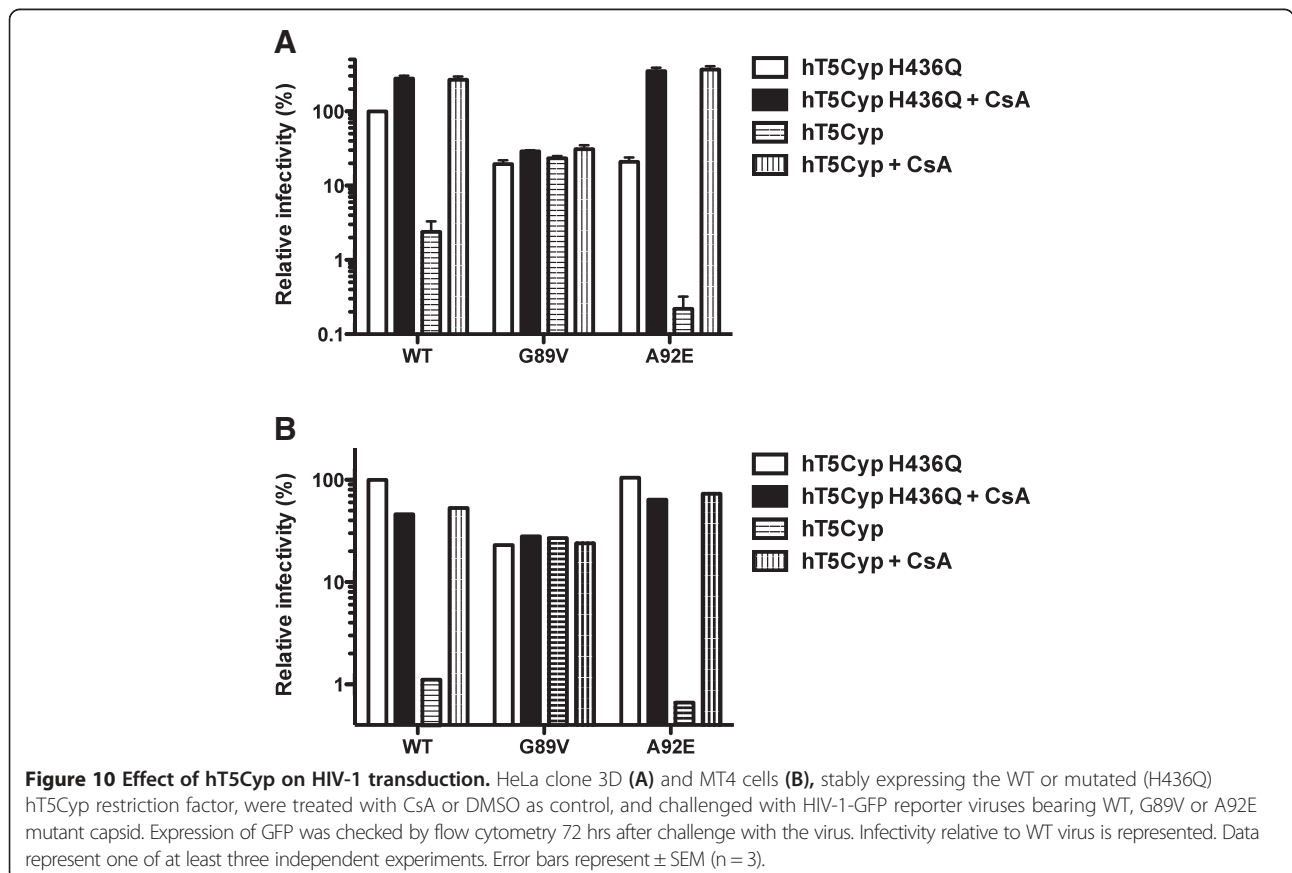 A
Relative infectivity (%)
100
10
1
0.1
WT G89V A92E
hT5Cyp H436Q
hT5Cyp H436Q + CsA
hT5Cyp
hT5Cyp + CsA
B
Relative infectivity (%)
100
10
1
WT G89V A92E
hT5Cyp H436Q
hT5Cyp H436Q + CsA
hT5Cyp
hT5Cyp + CsA
Figure 10 Effect of hT5Cyp on HIV-1 transduction. HeLa clone 3D (A) and MT4 cells (B), stably expressing the WT or mutated (H436Q)
hT5Cyp restriction factor, were treated with CsA or DMSO as control, and challenged with HIV-1-GFP reporter viruses bearing WT, G89V or A92E
mutant capsid. Expression of GFP was checked by flow cytometry 72 hrs after challenge with the virus. Infectivity relative to WT virus is represented. Data
represent one of at least three independent experiments. Error bars represent ± SEM (n = 3).